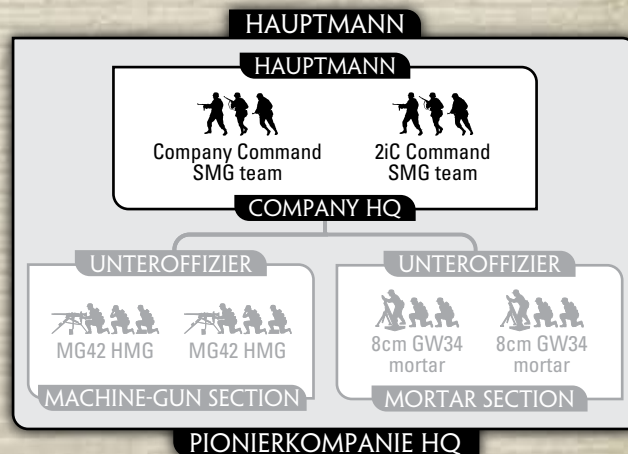 HAUPTMANN
HAUPTMANN
Company Command
SMG team
2iC Command
SMG team
COMPANY HQ
UNTEROFFIZIER
MG42 HMG
MG42 HMG
MACHINE-GUN SECTION
UNTEROFFIZIER
8cm GW34
mortar
8cm GW34
mortar
MORTAR SECTION
PIONIERKOMPANIE HQ